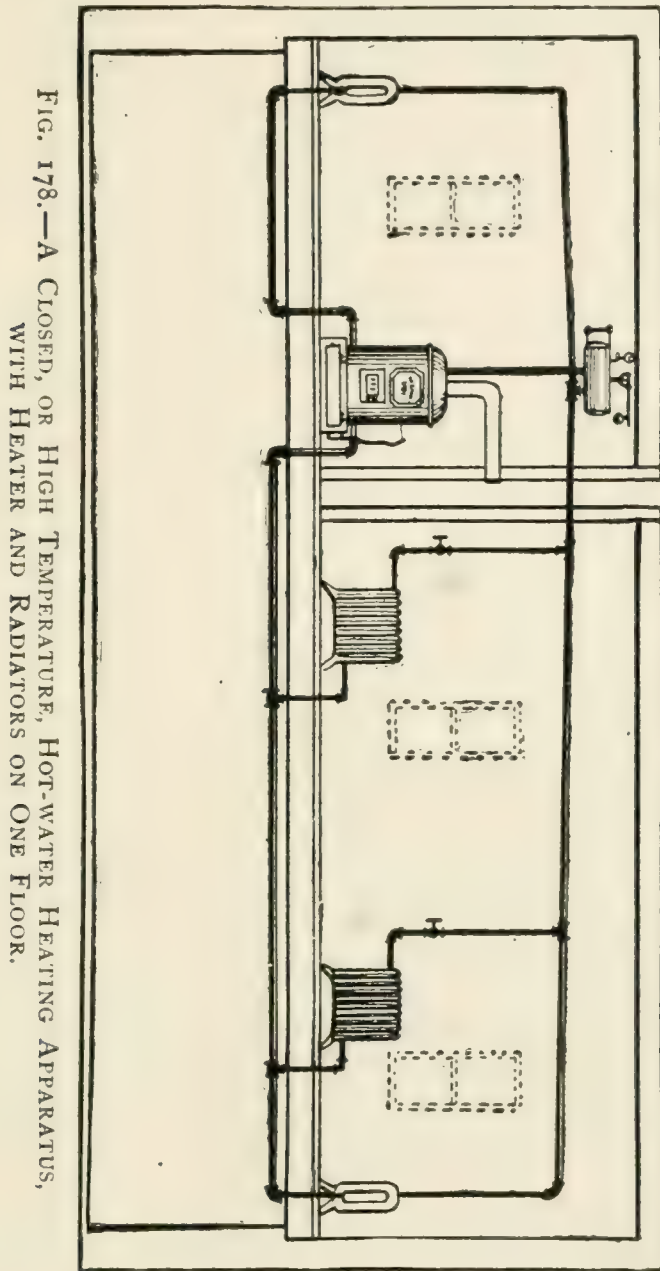 FIG. 178.—A CLOSED, OR HIGH TEMPERATURE, HOT-WATER HEATING APPARATUS,
WITH HEATER AND RADIATORS ON ONE FLOOR.